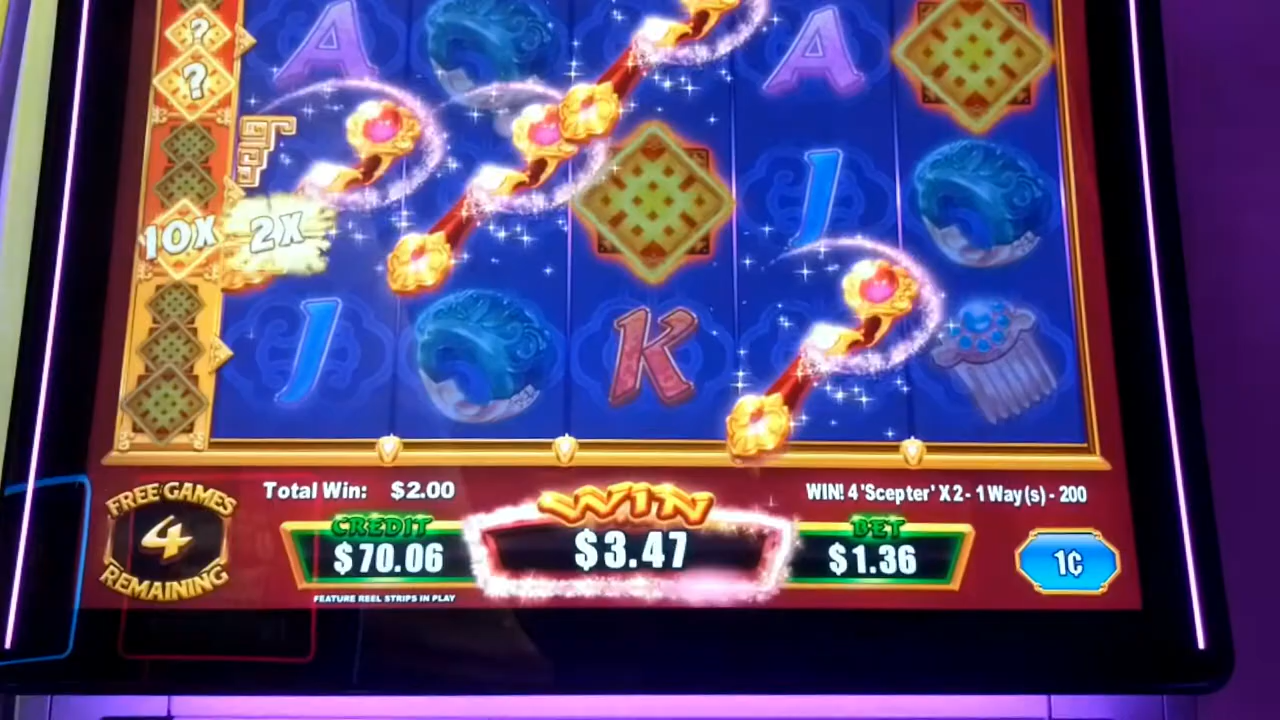 ?
A
A
?
J
10X
2X
J
K
FREE GAMES
4
REMAINING
Total Win: $2.00
WIN
$3.47
WIN! 4 'Scepter' X 2 - 1 Way(s) - 200
CREDIT
$70.06
BET
$1.36
1¢
FEATURE REEL STRIPS IN PLAY